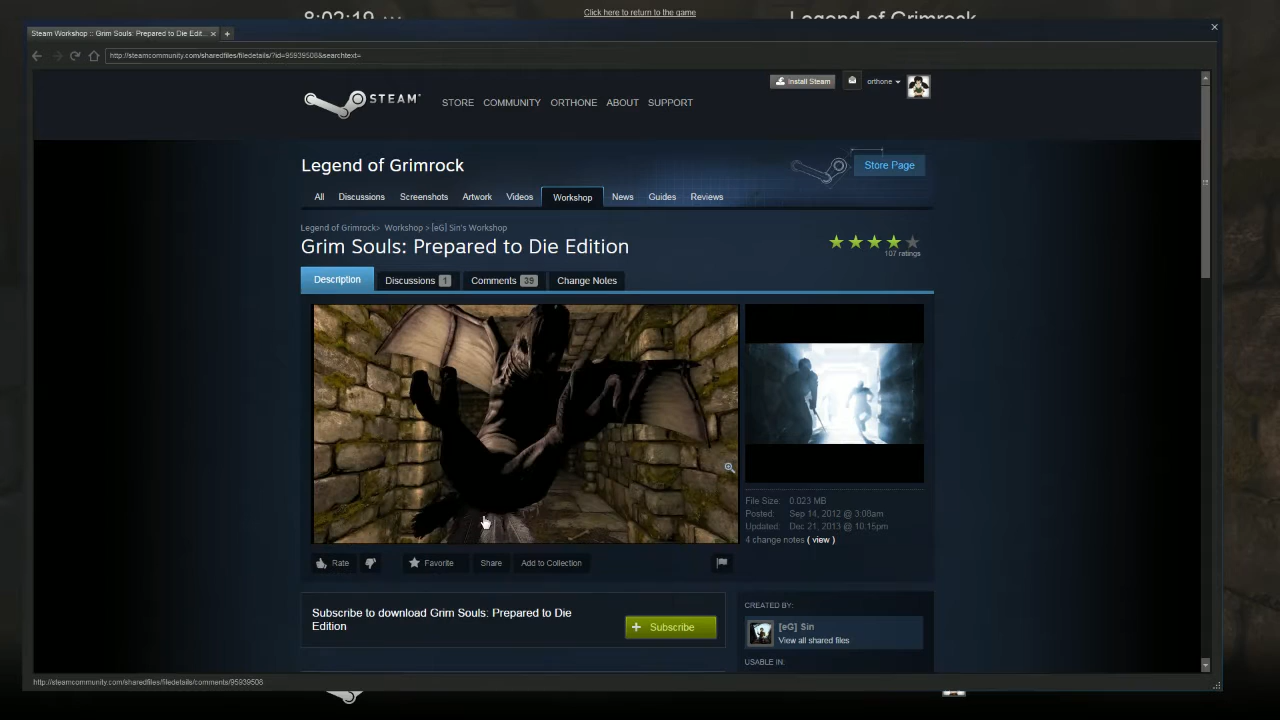 8:02:19
Click here to return to the game
Legend of Grimrock
Steam Workshop :: Grim Souls: Prepared to Die Edit...
http://steamcommunity.com/sharedfiles/filedetails/?id=95939508&searchtext=
Install Steam
orthone
STEAM
STORE COMMUNITY ORTHONE ABOUT SUPPORT
Legend of Grimrock
Store Page
All Discussions Screenshots Artwork Videos Workshop News Guides Reviews
Legend of Grimrock> Workshop > [eG] Sin's Workshop
Grim Souls: Prepared to Die Edition
107 ratings
Description Discussions 1 Comments 39 Change Notes
File Size: 0.023 MB
Posted: Sep 14, 2012 @ 3:08am
Updated: Dec 21, 2013 @ 10:15pm
4 change notes ( view )
Rate Favorite Share Add to Collection
Subscribe to download Grim Souls: Prepared to Die
Edition
Subscribe
CREATED BY:
[eG] Sin
View all shared files
USABLE IN:
http://steamcommunity.com/sharedfiles/filedetails/comments/95939508